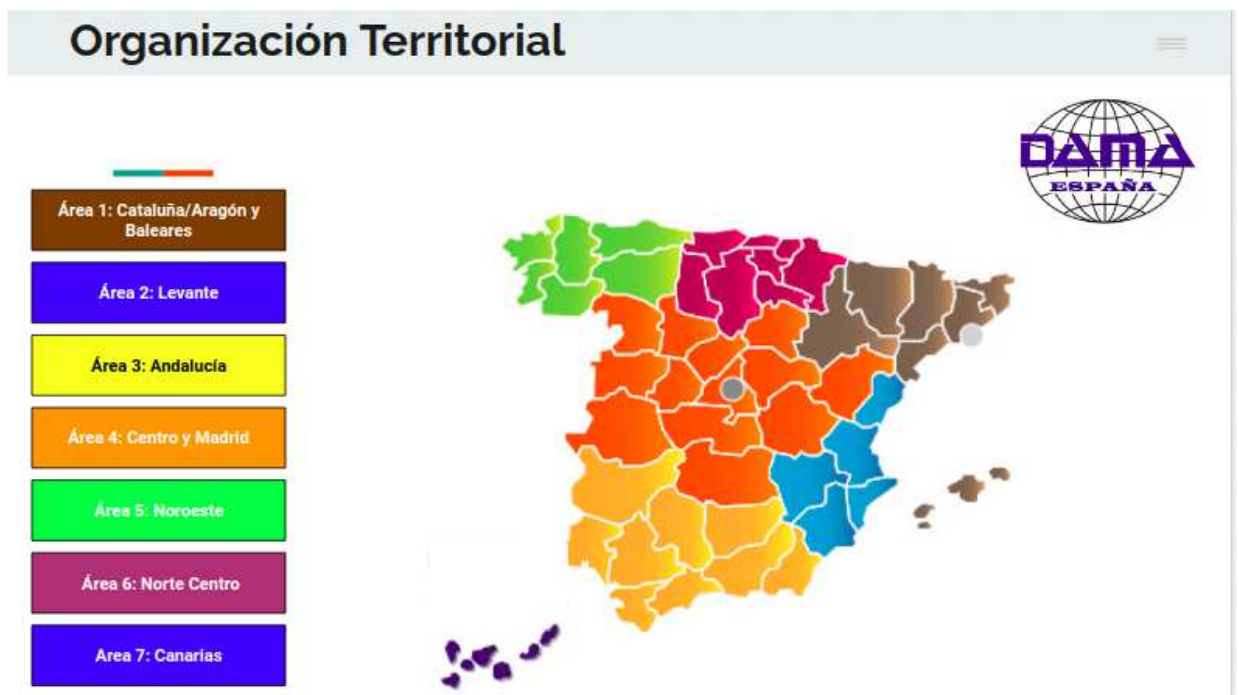 Organización Territorial
DAMA
ESPAÑA
Área 1: Cataluña/Aragón y
Baleares
Área 2: Levante
Área 3: Andalucía
Área 4: Centro y Madrid
Área 5: Noroeste
Área 6: Norte Centro
Area 7: Canarias